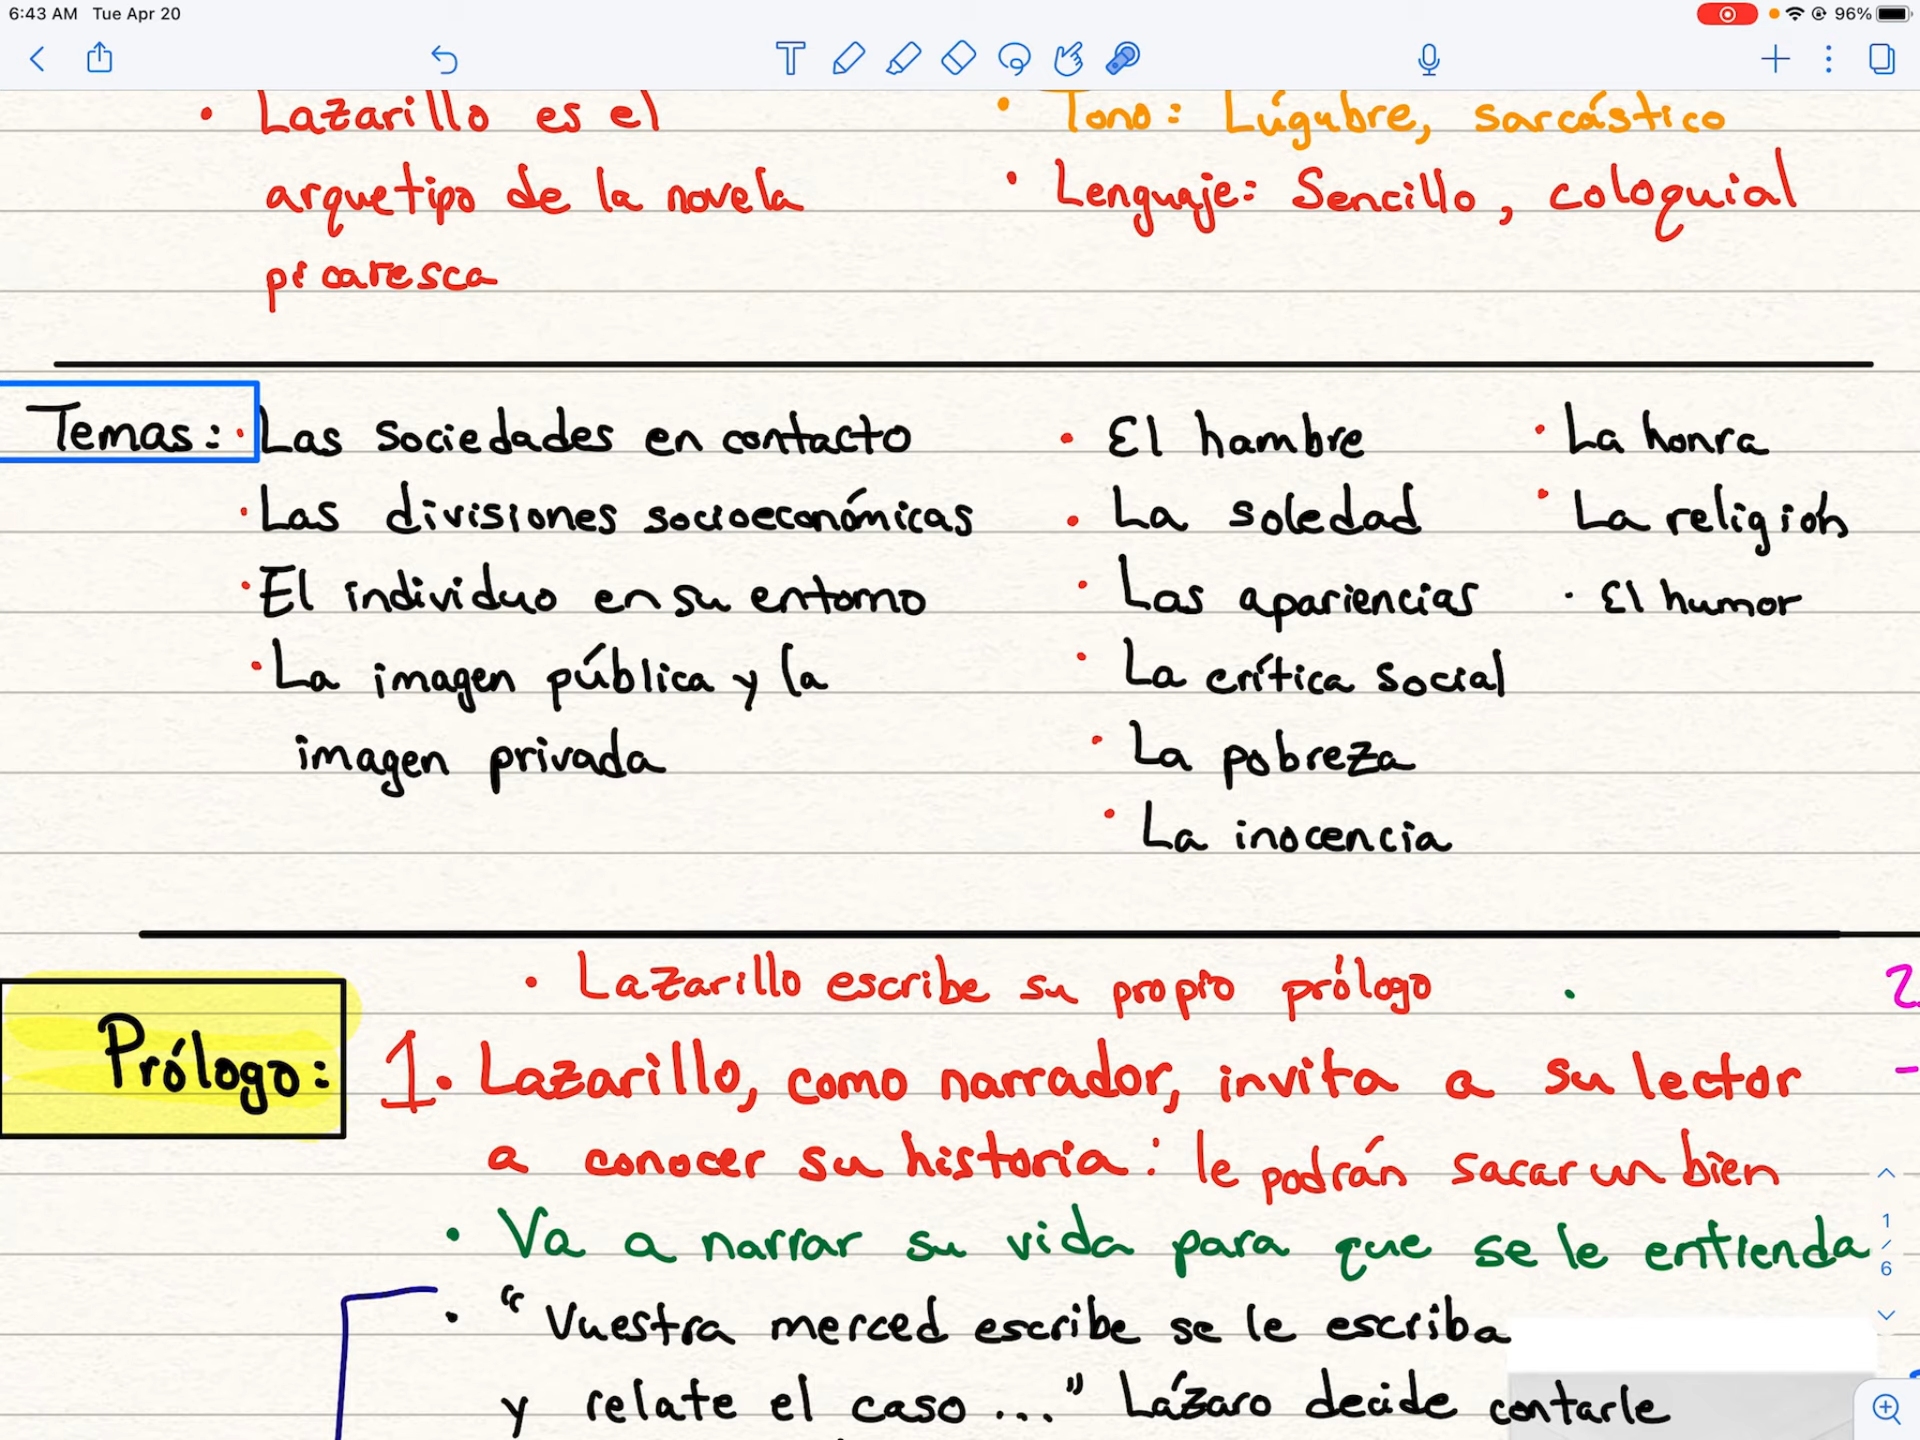 6:43 AM Tue Apr 20
96%
• Lazarillo es el
arquetipo de la novela
picaresca
• Tono: Lúgubre, sarcástico
• Lenguaje: Sencillo, coloquial
Temas: • Las sociedades en contacto
• Las divisiones socioeconómicas
• El individuo en su entorno
• La imagen pública y la
imagen privada
• El hambre
• La soledad
• Las apariencias
• La crítica social
• La pobreza
• La inocencia
• La honra
• La religión
• El humor
Prólogo:
• Lazarillo escribe su propio prólogo
1. Lazarillo, como narrador, invita a su lector
a conocer su historia: le podrán sacar un bien
• Va a narrar su vida para que se le entienda
• "Vuestra merced escribe se le escriba
y relate el caso..." Lázaro decide contarle
2
-
1
/
6